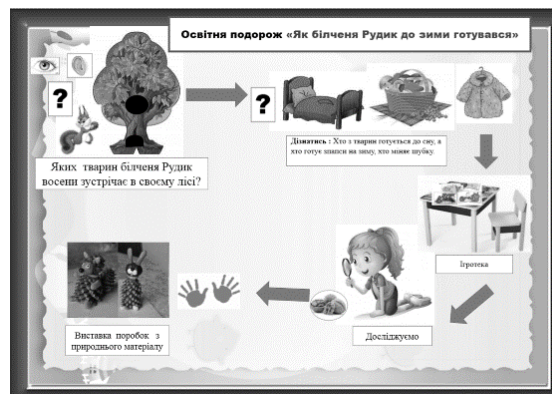 Освітня подорож «Як білченя Рудик до зими готувався»
?
?
Дізнатись : Хто з тварин готується до сну, а
хто готує запаси на зиму, хто міняє шубку
Яких тварин білченя Рудик
восени зустрічає в своєму лісі?
Ігротека
Досліджуємо
Виставка поробок з
природнього матеріалу